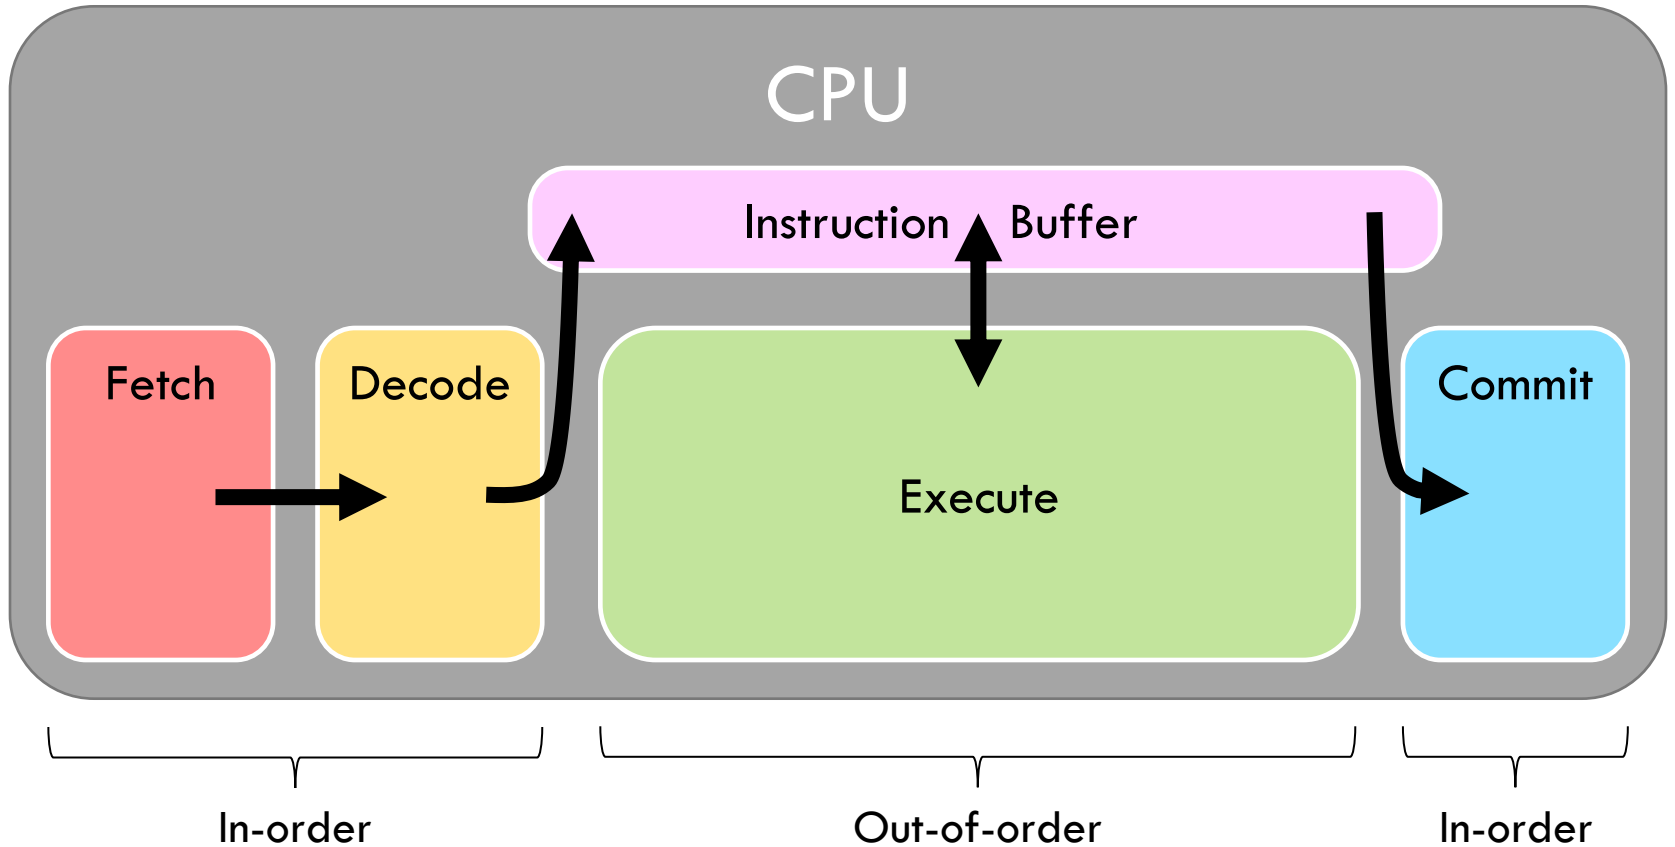 CPU
Instruction Buffer
Fetch
Decode
Commit
Execute
In-order
Out-of-order
In-order